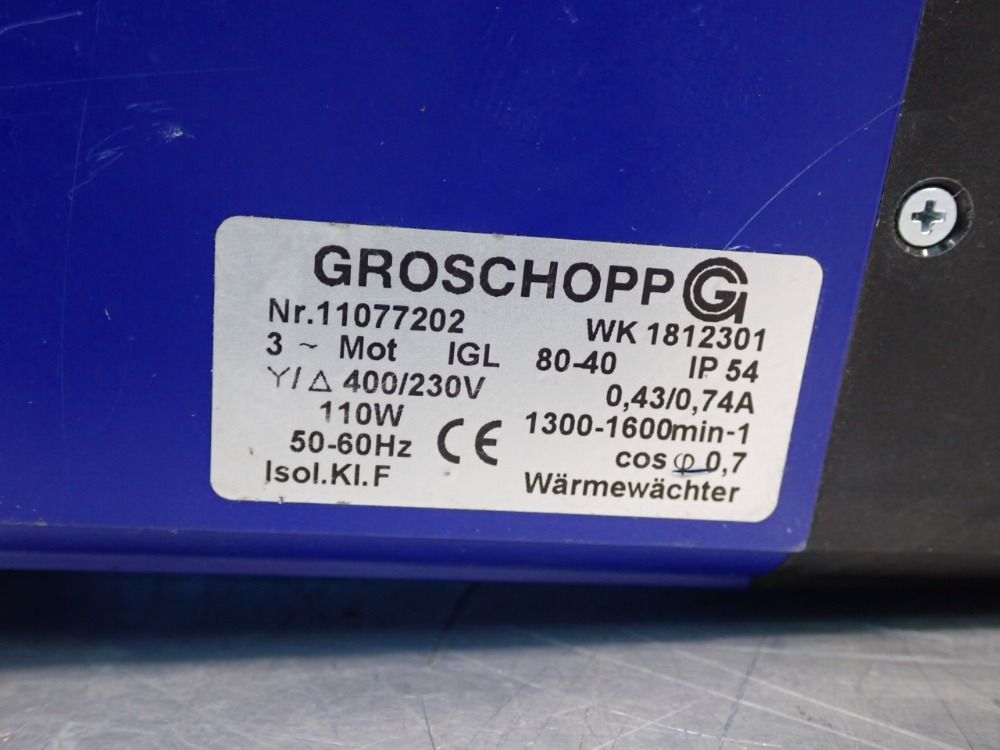 GROSCHOPP G
Nr.11077202 WK 1812301
3 ~ Mot IGL 80-40 IP 54
Y/△ 400/230V 0,43/0,74A
110W 1300-1600min-1
50-60Hz CE cos φ 0,7
Isol.Kl.F Wärmewächter